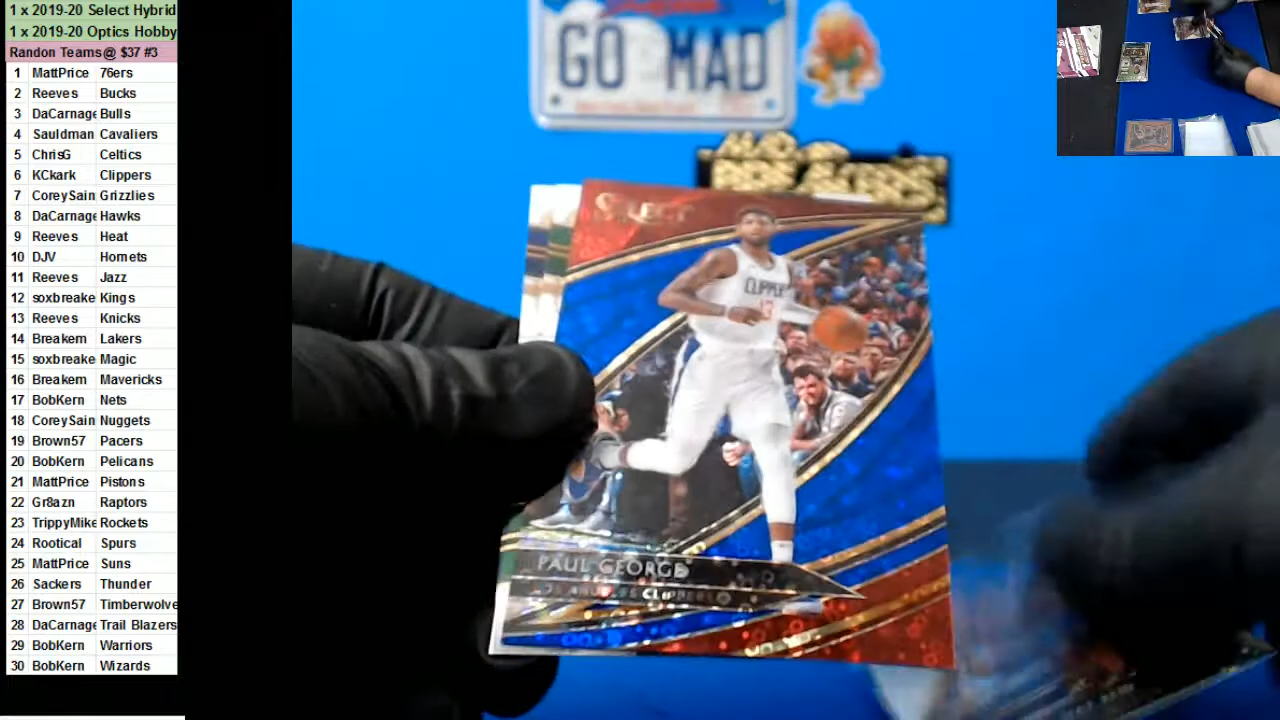 1 x 2019-20 Select Hybrid
1 x 2019-20 Optics Hobby
Randon Teams@ $37 #3
1 MattPrice 76ers
2 Reeves Bucks
3 DaCarnage Bulls
4 Sauldman Cavaliers
5 ChrisG Celtics
6 KCkark Clippers
7 CoreySain Grizzlies
8 DaCarnage Hawks
9 Reeves Heat
10 DJV Hornets
11 Reeves Jazz
12 soxbreake Kings
13 Reeves Knicks
14 Breakem Lakers
15 soxbreake Magic
16 Breakem Mavericks
17 BobKern Nets
18 CoreySain Nuggets
19 Brown57 Pacers
20 BobKern Pelicans
21 MattPrice Pistons
22 Gr8azn Raptors
23 TrippyMike Rockets
24 Rootical Spurs
25 MattPrice Suns
26 Sackers Thunder
27 Brown57 Timberwolve
28 DaCarnage Trail Blazers
29 BobKern Warriors
30 BobKern Wizards
GO MAD
SELECT
CLIPPERS
13
PAUL GEORGE
LOS ANGELES CLIPPERS